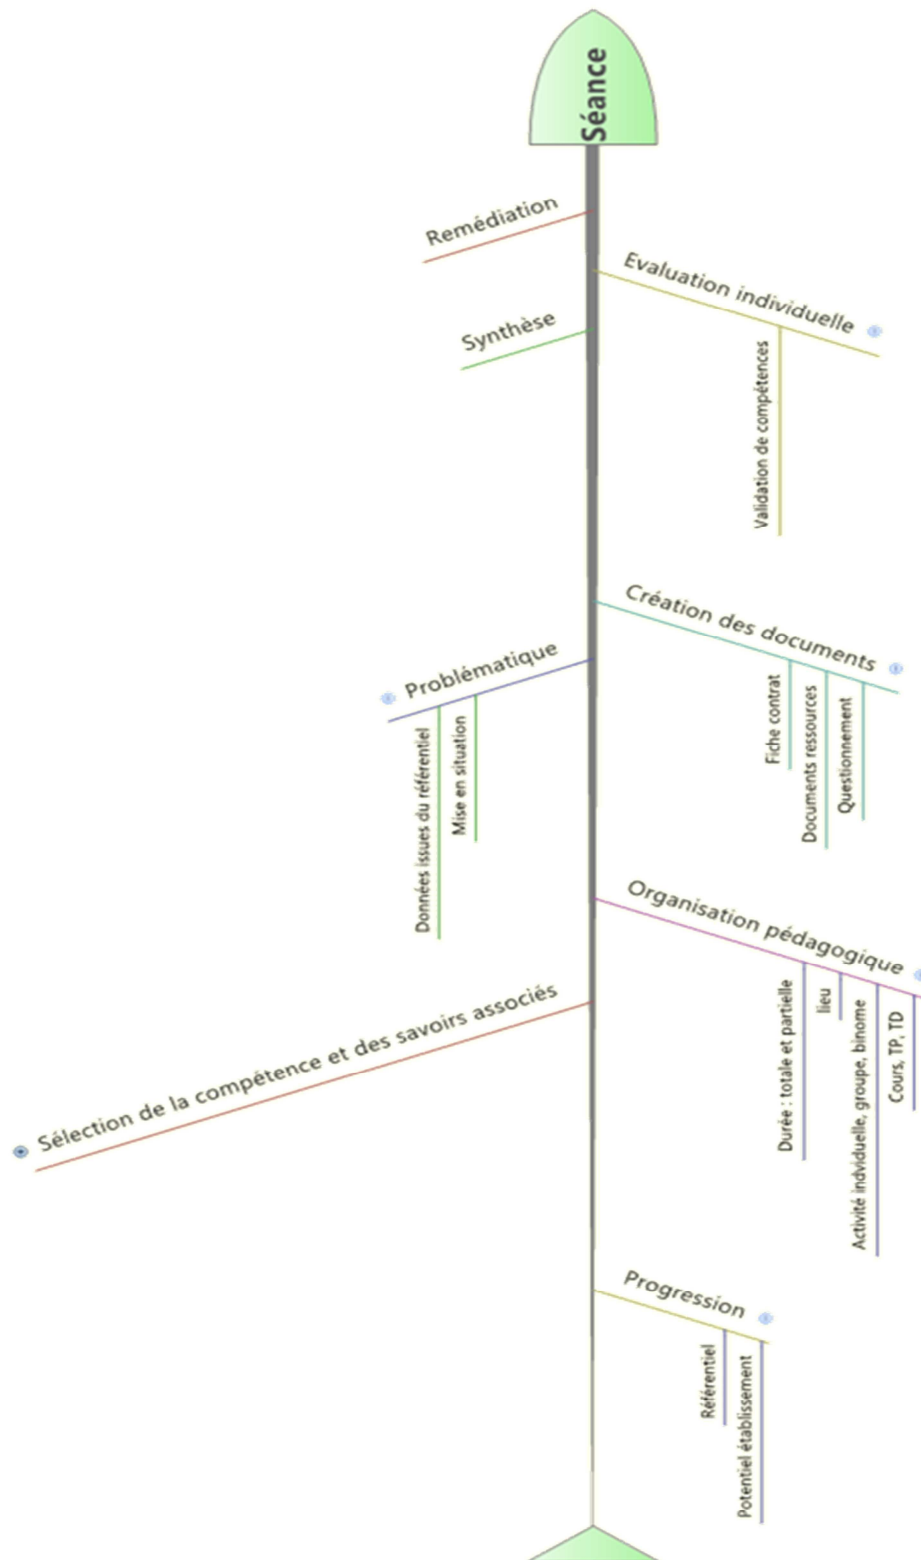 Séance
Remédiation
Evaluation individuelle
Validation de compétences
Synthèse
Création des documents
Fiche contrat
Documents ressources
Questionnement
Problématique
Données issues du référentiel
Mise en situation
Organisation pédagogique
Durée : totale et partielle
lieu
Activité indviduelle, groupe, binome
Cours, TP, TD
Sélection de la compétence et des savoirs associés
Progression
Référentiel
Potentiel établissement